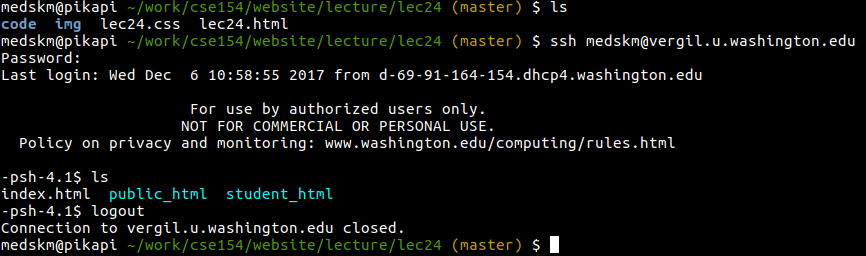 medskm@pikapi ~/work/cse154/website/lecture/lec24 (master) $ ls
code  img  lec24.css  lec24.html
medskm@pikapi ~/work/cse154/website/lecture/lec24 (master) $ ssh medskm@vergil.u.washington.edu
Password:
Last login: Wed Dec  6 10:58:55 2017 from d-69-91-164-154.dhcp4.washington.edu
For use by authorized users only.
NOT FOR COMMERCIAL OR PERSONAL USE.
Policy on privacy and monitoring: www.washington.edu/computing/rules.html
-psh-4.1$ ls
index.html  public_html  student_html
-psh-4.1$ logout
Connection to vergil.u.washington.edu closed.
medskm@pikapi ~/work/cse154/website/lecture/lec24 (master) $